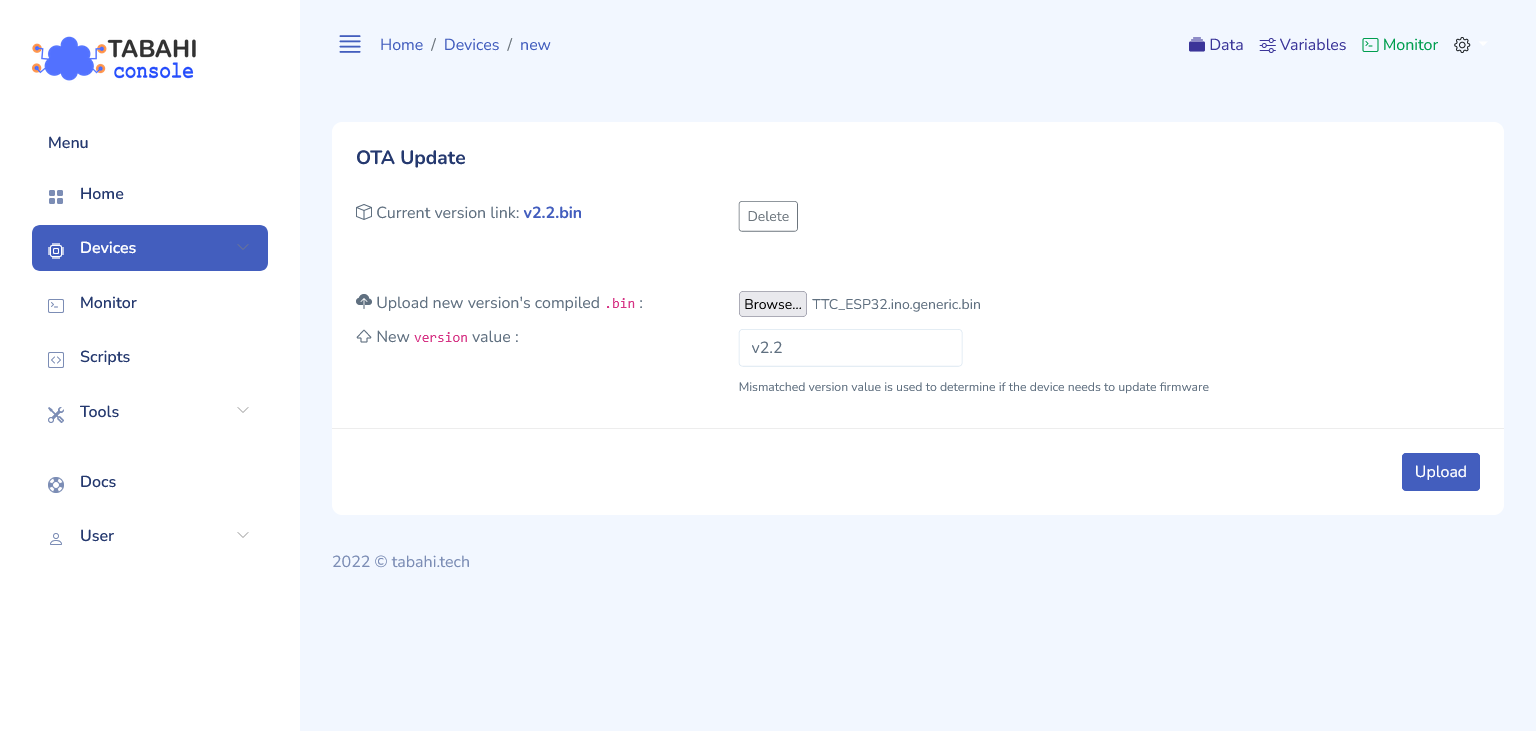 TABAHI
console
Menu
Home
Devices
Monitor
Scripts
Tools
Docs
User
Home / Devices / new
Data Variables Monitor
OTA Update
Current version link: v2.2.bin Delete
Upload new version's compiled .bin : Browse... TTC_ESP32.ino.generic.bin
New version value : v2.2
Mismatched version value is used to determine if the device needs to update firmware
Upload
2022 © tabahi.tech